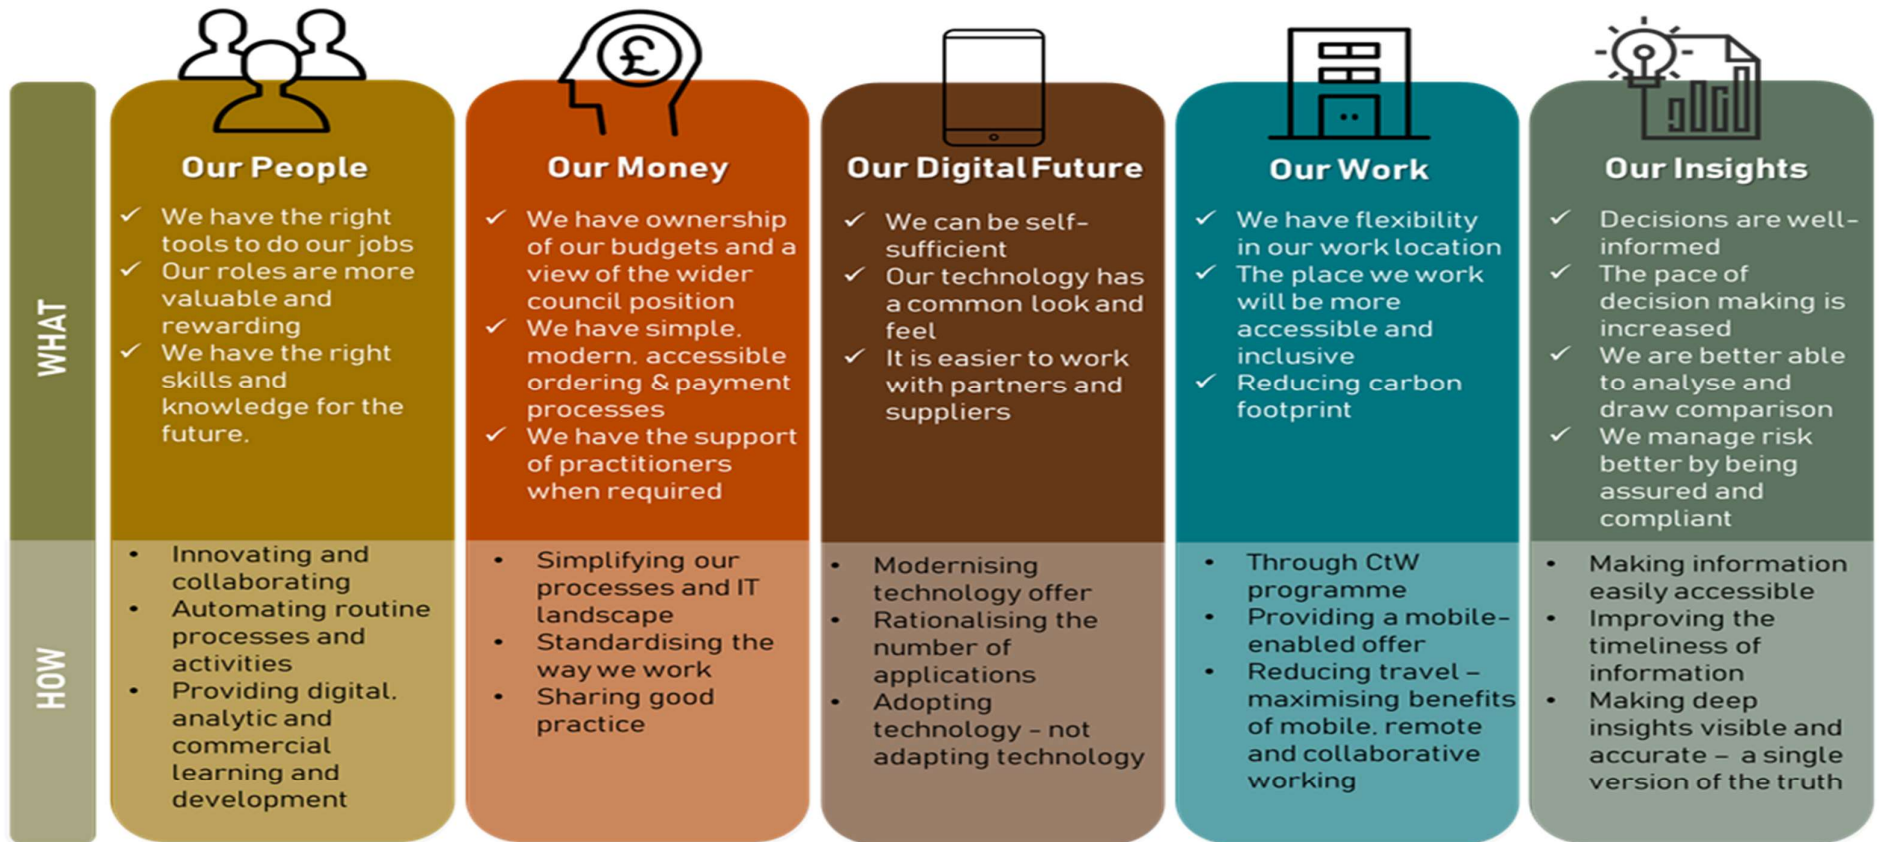 WHAT
HOW
Our People
✓ We have the right
tools to do our jobs
✓ Our roles are more
valuable and
rewarding
✓ We have the right
skills and
knowledge for the
future.
• Innovating and
collaborating
• Automating routine
processes and
activities
• Providing digital,
analytic and
commercial
learning and
development
£
Our Money
✓ We have ownership
of our budgets and a
view of the wider
council position
✓ We have simple,
modern, accessible
ordering & payment
processes
✓ We have the support
of practitioners
when required
• Simplifying our
processes and IT
landscape
• Standardising the
way we work
• Sharing good
practice
Our Digital Future
✓ We can be self-
sufficient
✓ Our technology has
a common look and
feel
✓ It is easier to work
with partners and
suppliers
• Modernising
technology offer
• Rationalising the
number of
applications
• Adopting
technology - not
adapting technology
Our Work
✓ We have flexibility
in our work location
✓ The place we work
will be more
accessible and
inclusive
✓ Reducing carbon
footprint
• Through CtW
programme
• Providing a mobile-
enabled offer
• Reducing travel –
maximising benefits
of mobile, remote
and collaborative
working
Our Insights
✓ Decisions are well-
informed
✓ The pace of
decision making is
increased
✓ We are better able
to analyse and
draw comparison
✓ We manage risk
better by being
assured and
compliant
• Making information
easily accessible
• Improving the
timeliness of
information
• Making deep
insights visible and
accurate – a single
version of the truth